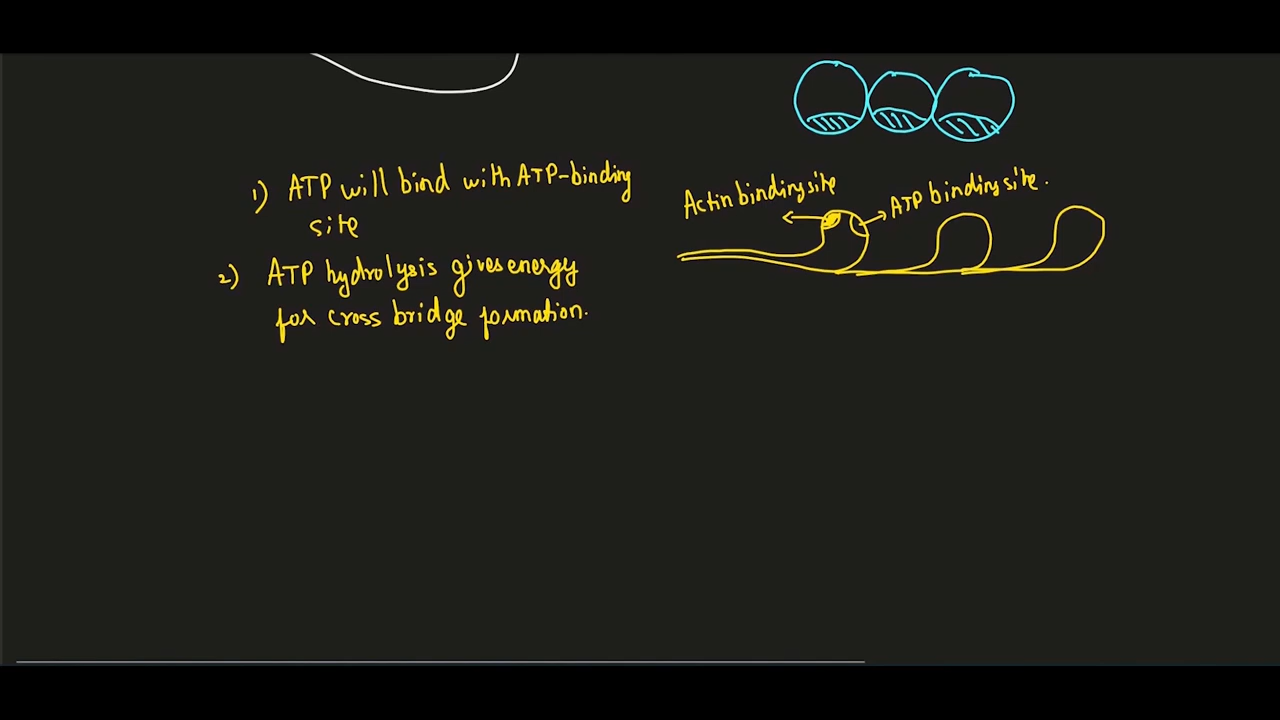 1) ATP will bind with ATP-binding
site
2) ATP hydrolysis gives energy
for cross bridge formation.
Actin binding site
ATP binding site.